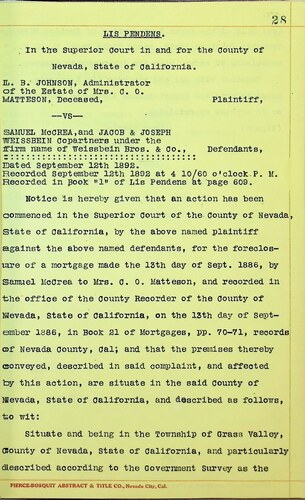 28
LIS PENDENS.
In the Superior Court in and for the County of
Nevada, State of California.
L. B. JOHNSON, Administrator
of the Estate of Mrs. C. O.
MATTESON, Deceased, Plaintiff,
--VS--
SAMUEL McCREA, and JACOB & JOSEPH
WEISSBEIN Copartners under the
firm name of Weissbein Bros. & Co., Defendants,
: : : : : : : : : : : : : : : : : : : : : : : : : : : : :
Dated September 12th 1892.
Recorded September 12th 1892 at 4 10/60 o'clock. P. M.
Recorded in Book "1" of Lis Pendens at page 609.
Notice is hereby given that an action has been
commenced in the Superior Court of the County of Nevada,
State of California, by the above named plaintiff
against the above named defendants, for the foreclos-
ure of a mortgage made the 13th day of Sept. 1886, by
Samuel McCrea to Mrs. C. O. Matteson, and recorded in
the office of the County Recorder of the County of
Nevada, State of California, on the 13th day of Sept-
ember 1886, in Book 21 of Mortgages, pp. 70-71, records
of Nevada County, Cal; and that the premises thereby
conveyed, described in said complaint, and affected
by this action, are situate in the said County of
Nevada, State of California, and described as follows,
to wit:
Situate and being in the Township of Grass Valley,
County of Nevada, State of California, and particularly
described according to the Government Survey as the
PIERCE-BOSQUIT ABSTRACT & TITLE CO., Nevada City, Cal.